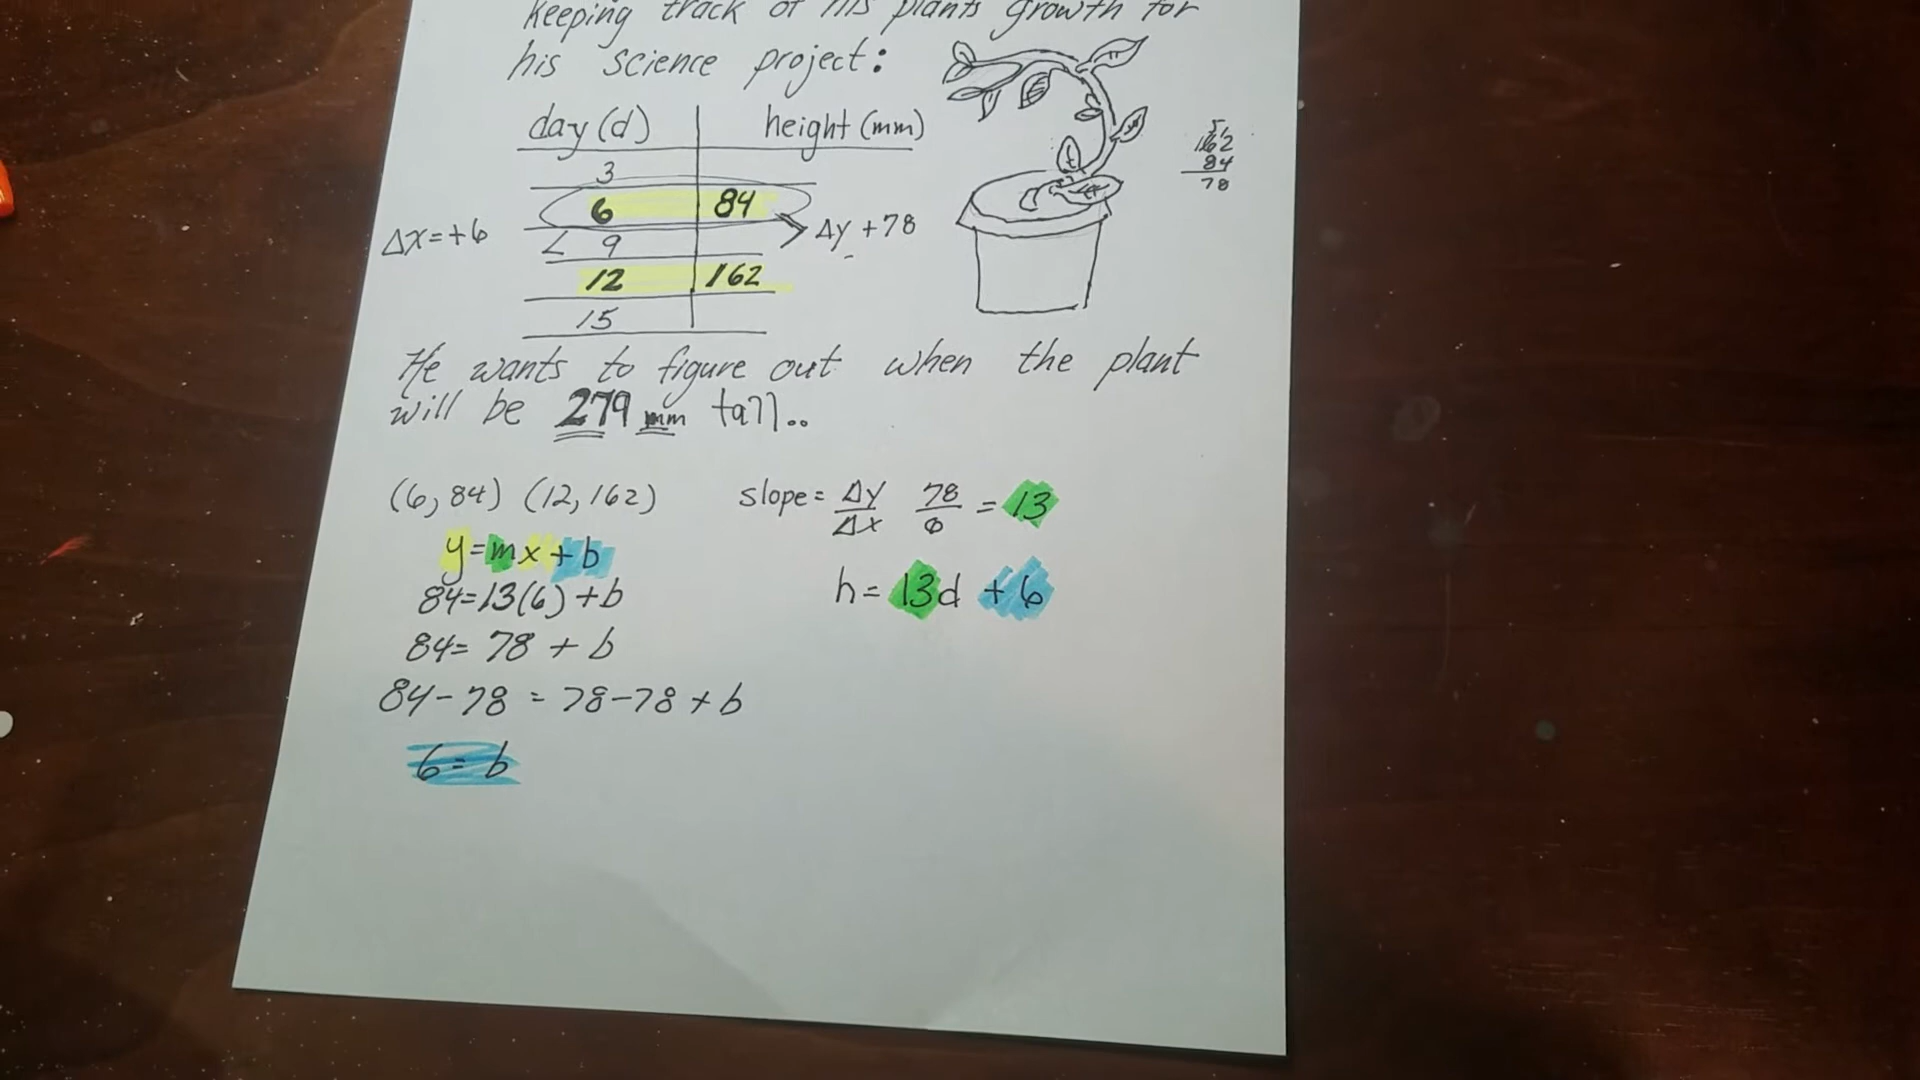 keeping track of his plants growth for
his science project:
day (d) height (mm)
3
6 84
Δx=+6 < 9 > Δy +78
12 162
15
162
84
78
He wants to figure out when the plant
will be 279 mm tall..
(6, 84) (12, 162) slope = Δy/Δx 78/6 = 13
y=mx+b
84=13(6) +b h= 13d +6
84= 78 + b
84-78 = 78-78 + b
6= b